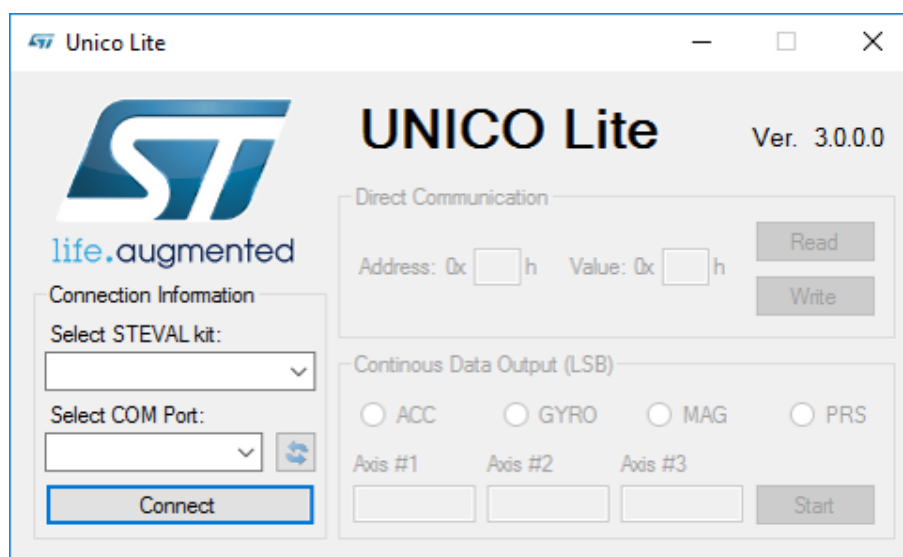 ST Unico Lite
ST
life.augmented
UNICO Lite Ver. 3.0.0.0
Connection Information
Select STEVAL kit:
Select COM Port:
Connect
Direct Communication
Address: 0x h Value: 0x h
Read
Write
Continous Data Output (LSB)
ACC GYRO MAG PRS
Axis #1 Axis #2 Axis #3
Start